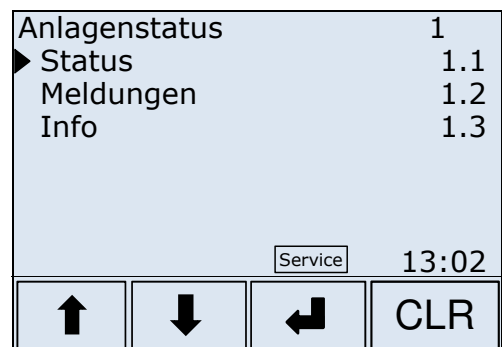 Anlagenstatus 1
Status 1.1
Meldungen 1.2
Info 1.3
Service 13:02
CLR